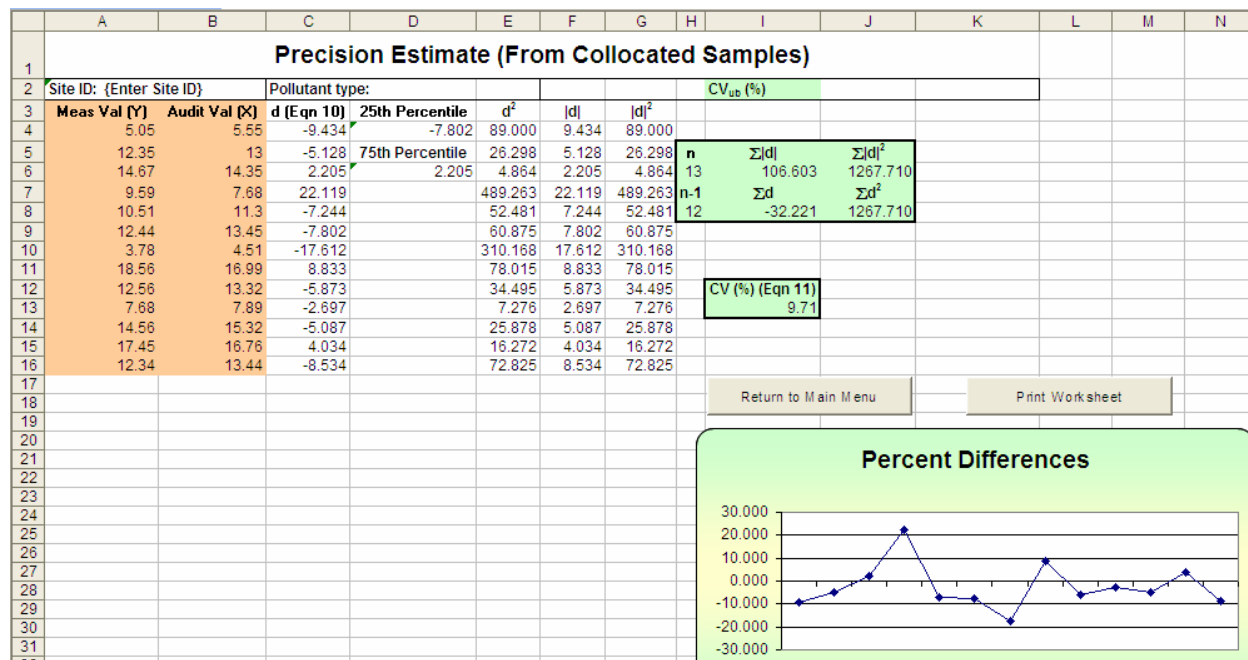 A B C D E F G H I J K L M N
1 Precision Estimate (From Collocated Samples)
2 Site ID: {Enter Site ID} Pollutant type: CVub (%)
3 Meas Val (Y) Audit Val (X) d (Eqn 10) 25th Percentile d² |d| |d|²
4 5.05 5.55 -9.434 -7.802 89.000 9.434 89.000
5 12.35 13 -5.128 75th Percentile 26.298 5.128 26.298 n Σ|d| Σ|d|²
6 14.67 14.35 2.205 2.205 4.864 2.205 4.864 13 106.603 1267.710
7 9.59 7.68 22.119 489.263 22.119 489.263 n-1 Σd Σd²
8 10.51 11.3 -7.244 52.481 7.244 52.481 12 -32.221 1267.710
9 12.44 13.45 -7.802 60.875 7.802 60.875
10 3.78 4.51 -17.612 310.168 17.612 310.168
11 18.56 16.99 8.833 78.015 8.833 78.015
12 12.56 13.32 -5.873 34.495 5.873 34.495 CV (%) (Eqn 11)
13 7.68 7.89 -2.697 7.276 2.697 7.276 9.71
14 14.56 15.32 -5.087 25.878 5.087 25.878
15 17.45 16.76 4.034 16.272 4.034 16.272
16 12.34 13.44 -8.534 72.825 8.534 72.825
17
18 Return to Main Menu Print Worksheet
19
20
21 Percent Differences
22
23
24 30.000
25 20.000
26 10.000
27 0.000
28 -10.000
29
30 -20.000
31 -30.000